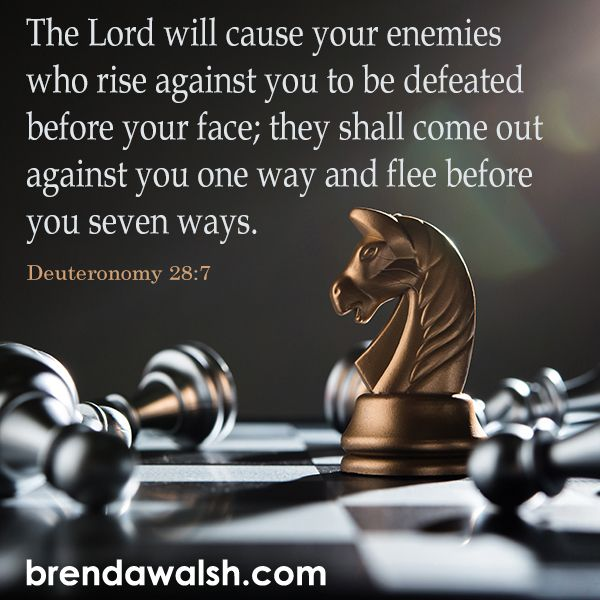 The Lord will cause your enemies
who rise against you to be defeated
before your face; they shall come out
against you one way and flee before
you seven ways.
Deuteronomy 28:7
brendawalsh.com